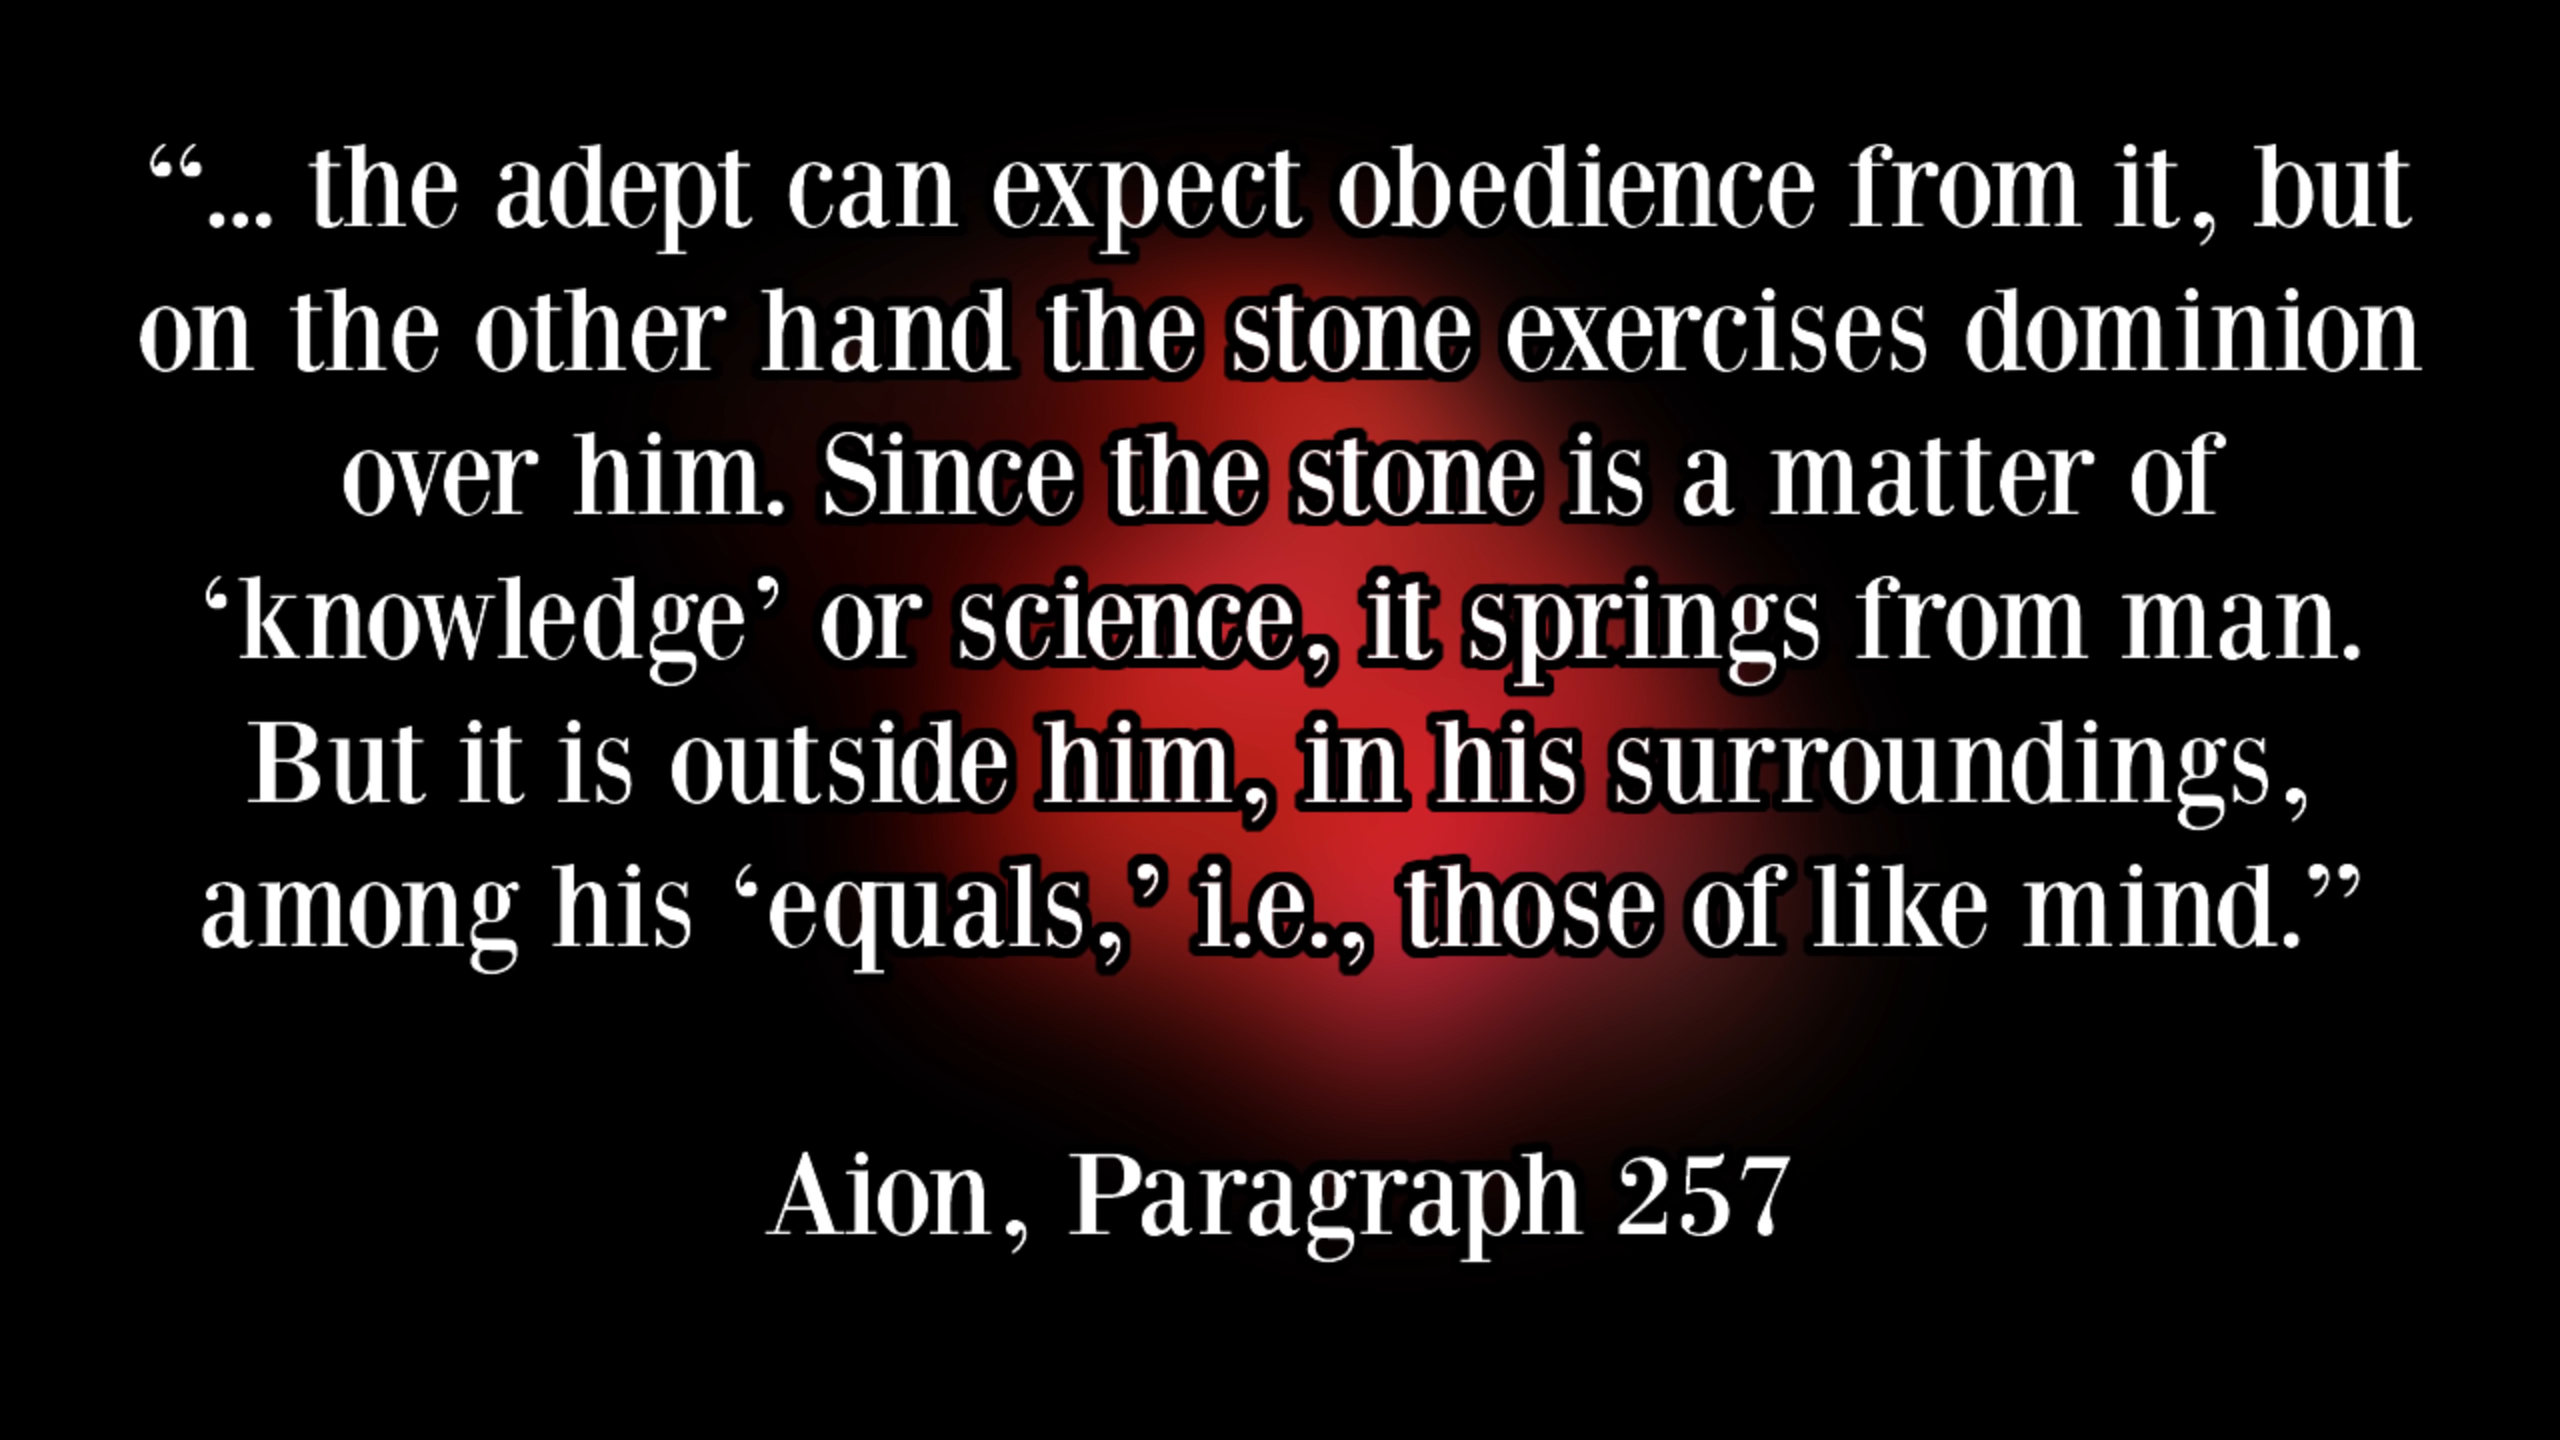 “... the adept can expect obedience from it, but
on the other hand the stone exercises dominion
over him. Since the stone is a matter of
‘knowledge’ or science, it springs from man.
But it is outside him, in his surroundings,
among his ‘equals,’ i.e., those of like mind.”
Aion, Paragraph 257